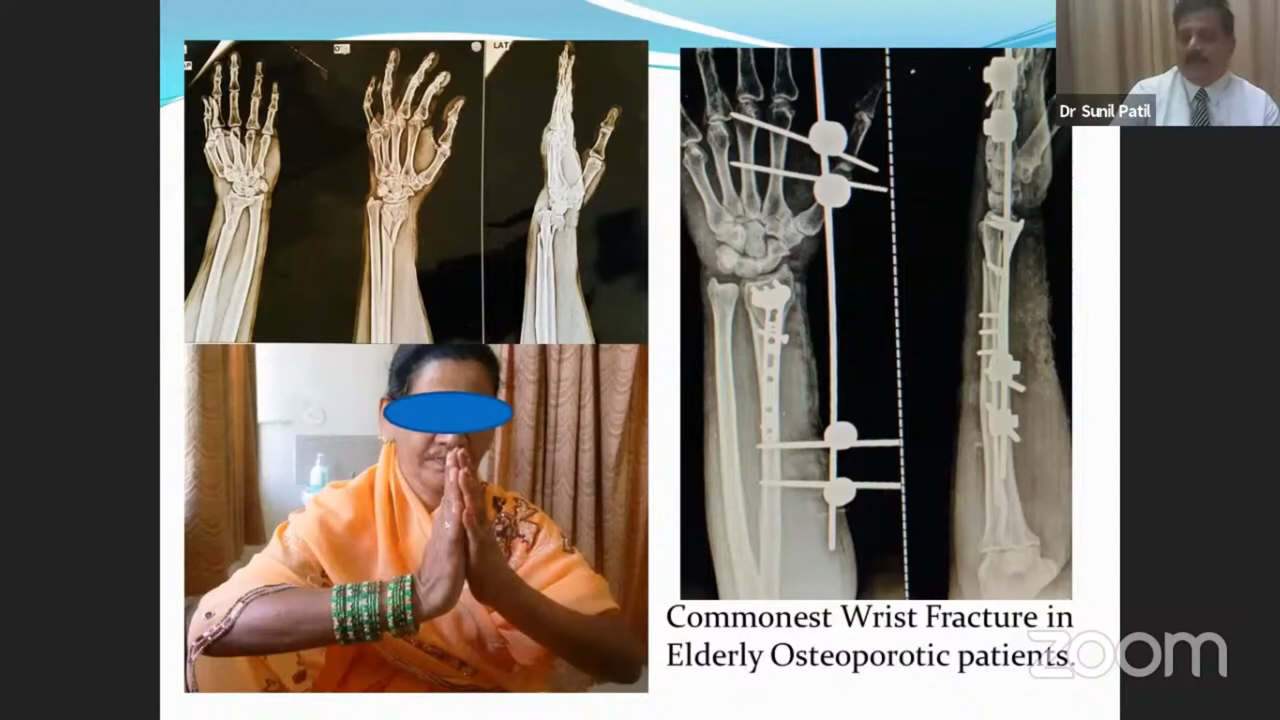 LAT
Dr Sunil Patil
Commonest Wrist Fracture in
Elderly Osteoporotic patients.
zoom